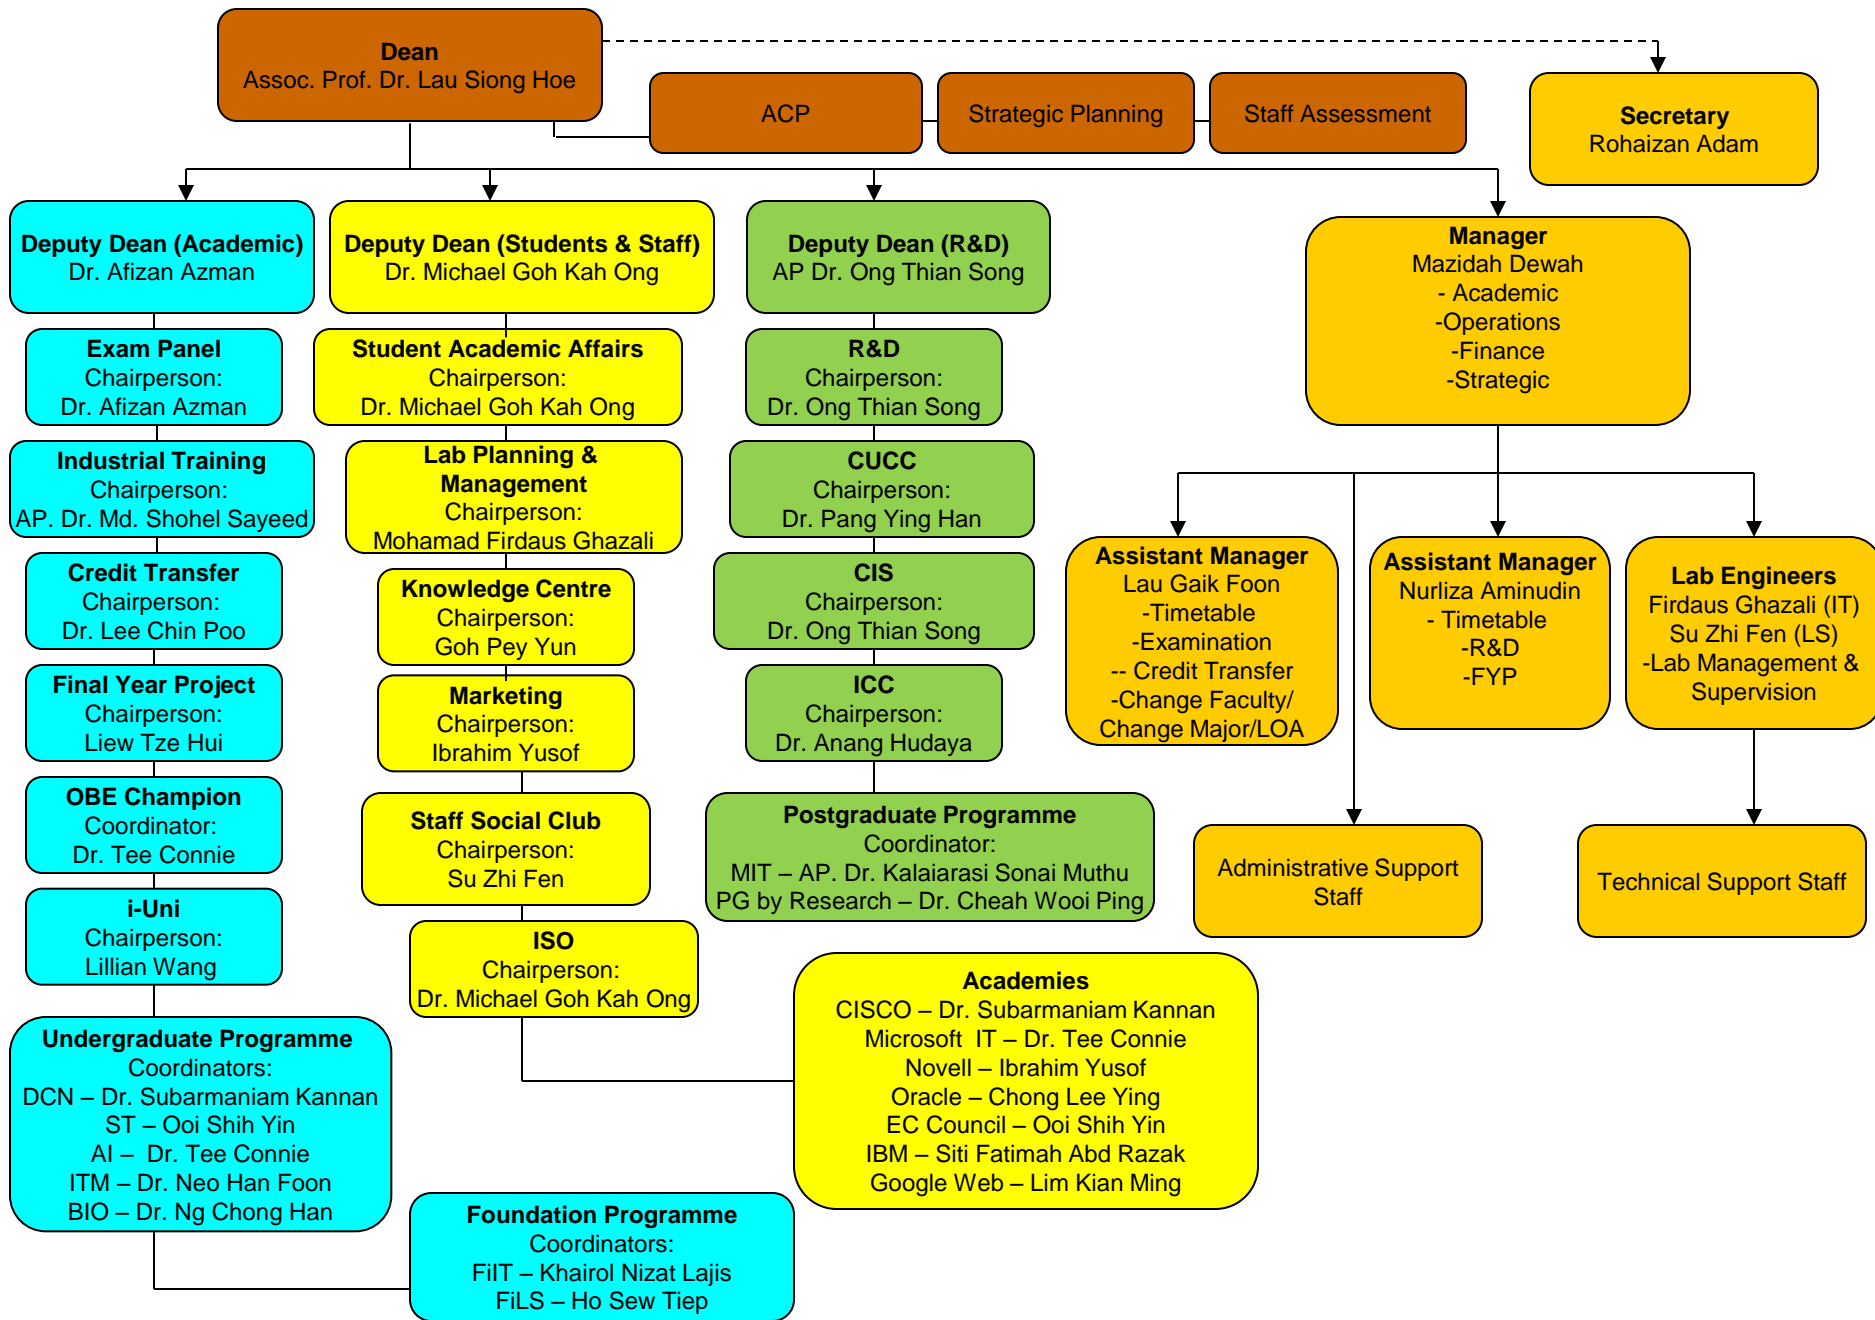 Dean
Assoc. Prof. Dr. Lau Siong Hoe
ACP
Strategic Planning
Staff Assessment
Secretary
Rohaizan Adam
Deputy Dean (Academic)
Dr. Afizan Azman
Exam Panel
Chairperson:
Dr. Afizan Azman
Industrial Training
Chairperson:
AP. Dr. Md. Shohel Sayeed
Credit Transfer
Chairperson:
Dr. Lee Chin Poo
Final Year Project
Chairperson:
Liew Tze Hui
OBE Champion
Coordinator:
Dr. Tee Connie
i-Uni
Chairperson:
Lillian Wang
Undergraduate Programme
Coordinators:
DCN – Dr. Subarmaniam Kannan
ST – Ooi Shih Yin
AI –  Dr. Tee Connie
ITM – Dr. Neo Han Foon
BIO – Dr. Ng Chong Han
Foundation Programme
Coordinators:
FiIT – Khairol Nizat Lajis
FiLS – Ho Sew Tiep
Deputy Dean (Students & Staff)
Dr. Michael Goh Kah Ong
Student Academic Affairs
Chairperson:
Dr. Michael Goh Kah Ong
Lab Planning &
Management
Chairperson:
Mohamad Firdaus Ghazali
Knowledge Centre
Chairperson:
Goh Pey Yun
Marketing
Chairperson:
Ibrahim Yusof
Staff Social Club
Chairperson:
Su Zhi Fen
ISO
Chairperson:
Dr. Michael Goh Kah Ong
Academies
CISCO – Dr. Subarmaniam Kannan
Microsoft  IT – Dr. Tee Connie
Novell – Ibrahim Yusof
Oracle – Chong Lee Ying
EC Council – Ooi Shih Yin
IBM – Siti Fatimah Abd Razak
Google Web – Lim Kian Ming
Deputy Dean (R&D)
AP Dr. Ong Thian Song
R&D
Chairperson:
Dr. Ong Thian Song
CUCC
Chairperson:
Dr. Pang Ying Han
CIS
Chairperson:
Dr. Ong Thian Song
ICC
Chairperson:
Dr. Anang Hudaya
Postgraduate Programme
Coordinator:
MIT – AP. Dr. Kalaiarasi Sonai Muthu
PG by Research – Dr. Cheah Wooi Ping
Manager
Mazidah Dewah
- Academic
-Operations
-Finance
-Strategic
Assistant Manager
Lau Gaik Foon
-Timetable
-Examination
-- Credit Transfer
-Change Faculty/
Change Major/LOA
Assistant Manager
Nurliza Aminudin
- Timetable
-R&D
-FYP
Lab Engineers
Firdaus Ghazali (IT)
Su Zhi Fen (LS)
-Lab Management &
Supervision
Administrative Support
Staff
Technical Support Staff